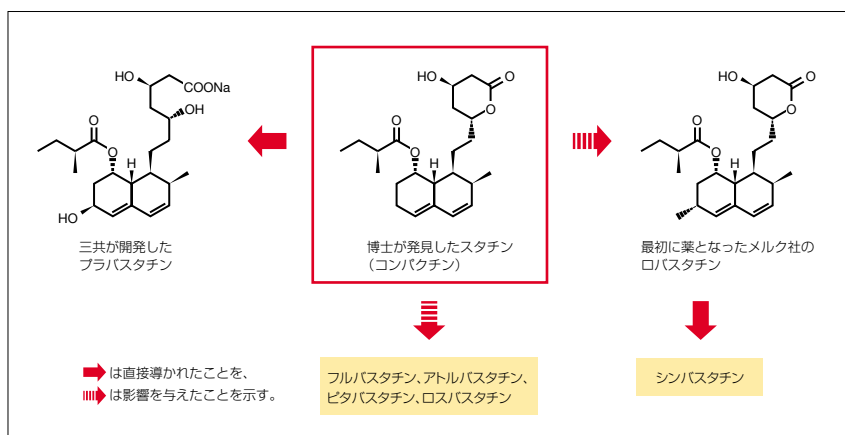 HO
COONa
OH
O
O
H
HO
三共が開発した
プラバスタチン
HO
O
O
O
O
H
博士が発見したスタチン
（コンパクチン）
HO
O
O
O
O
H
最初に薬となったメルク社の
ロバスタチン
は直接導かれたことを、
は影響を与えたことを示す。
フルバスタチン、アトルバスタチン、
ピタバスタチン、ロスバスタチン
シンバスタチン